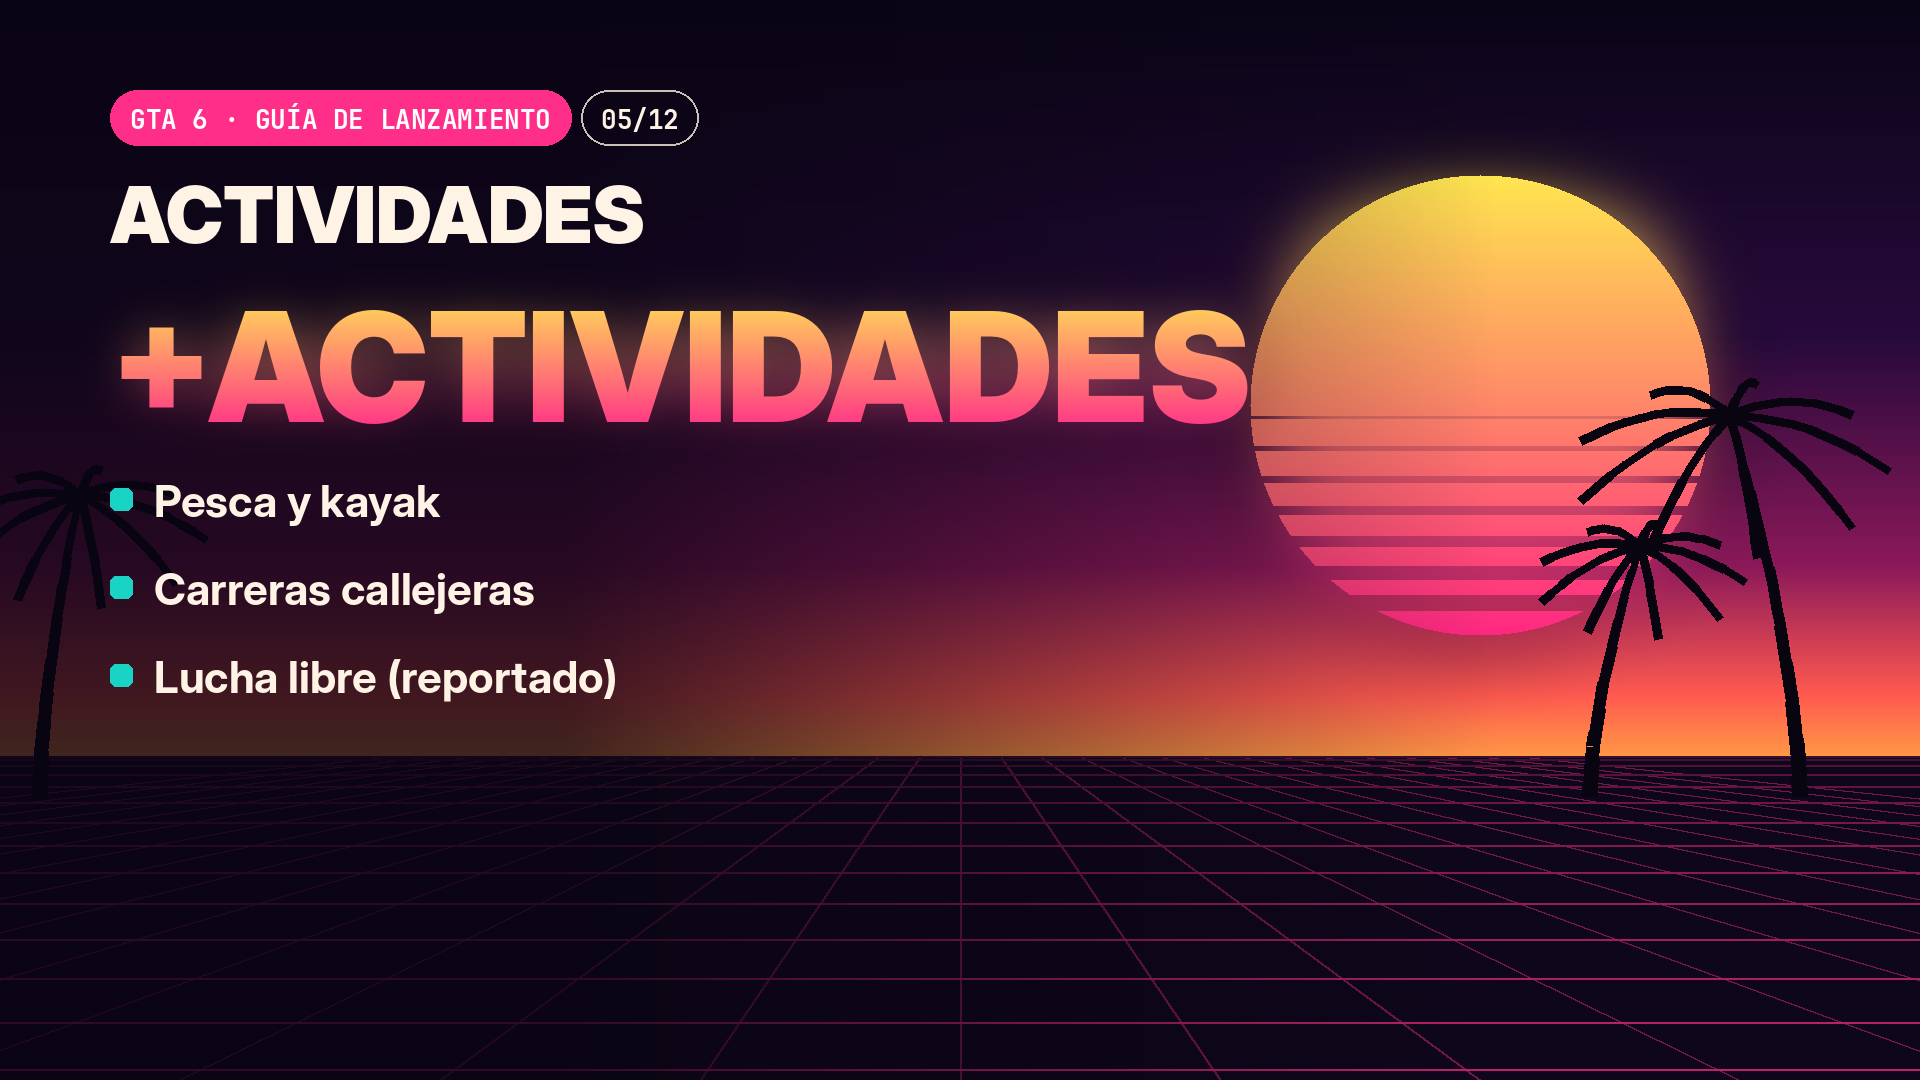 GTA 6 · GUÍA DE LANZAMIENTO 05/12
ACTIVIDADES
+ACTIVIDADES
Pesca y kayak
Carreras callejeras
Lucha libre (reportado)